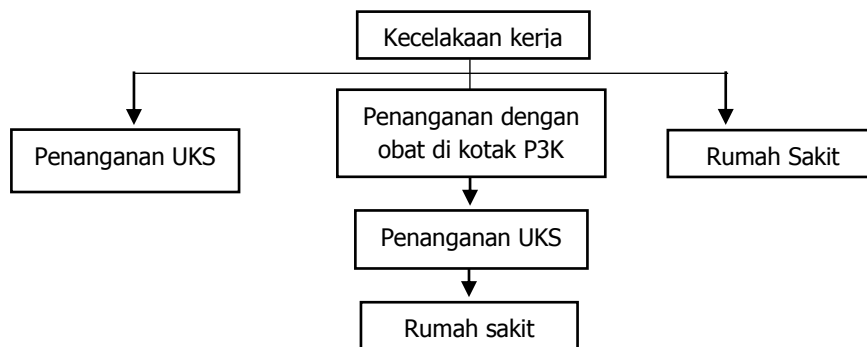 Kecelakaan kerja
Penanganan UKS
Penanganan dengan
obat di kotak P3K
Rumah Sakit
Penanganan UKS
Rumah sakit